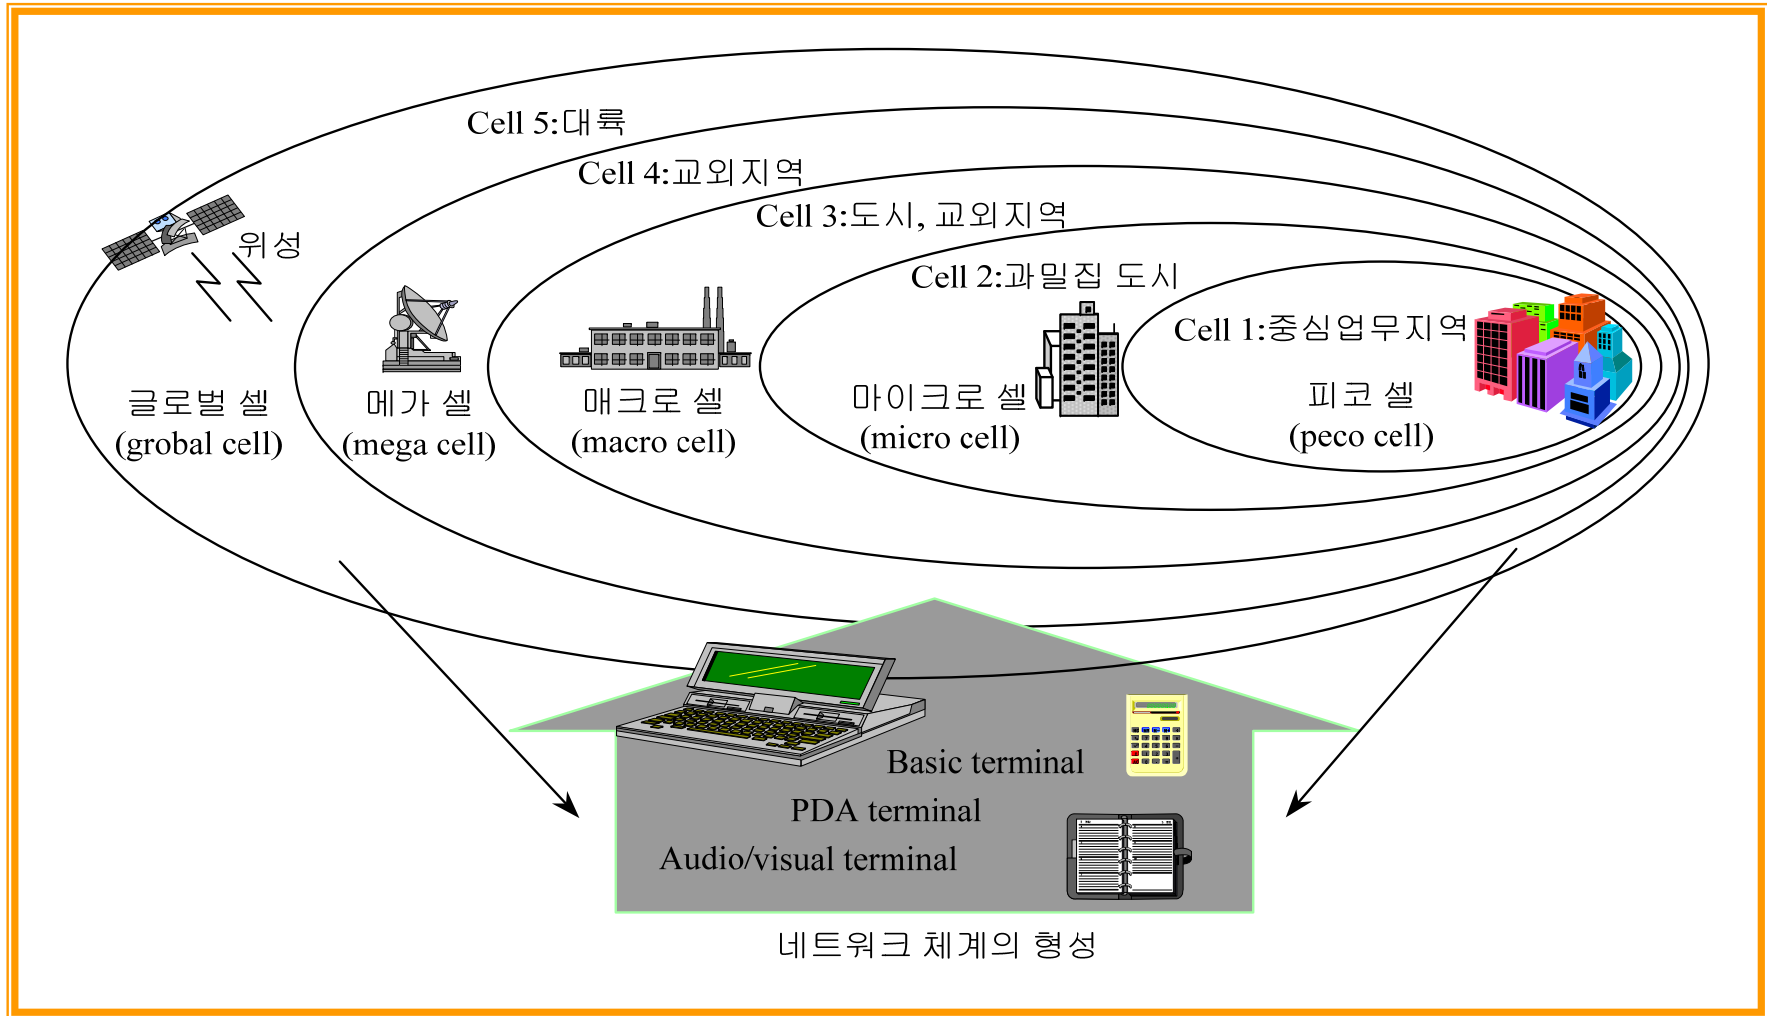 Cell 5:대륙
Cell 4:교외지역
Cell 3:도시, 교외지역
위성
Cell 2:과밀집 도시
Cell 1:중심업무지역
글로벌 셀
(grobal cell)
메가 셀
(mega cell)
매크로 셀
(macro cell)
마이크로 셀
(micro cell)
피코 셀
(peco cell)
Basic terminal
PDA terminal
Audio/visual terminal
네트워크 체계의 형성